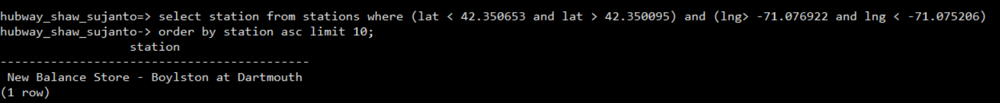 hubway_shaw_sujanto=> select station from stations where (lat < 42.350653 and lat > 42.350095) and (lng> -71.076922 and lng < -71.075206)
hubway_shaw_sujanto-> order by station asc limit 10;
station
-------------------------------------------
New Balance Store - Boylston at Dartmouth
(1 row)